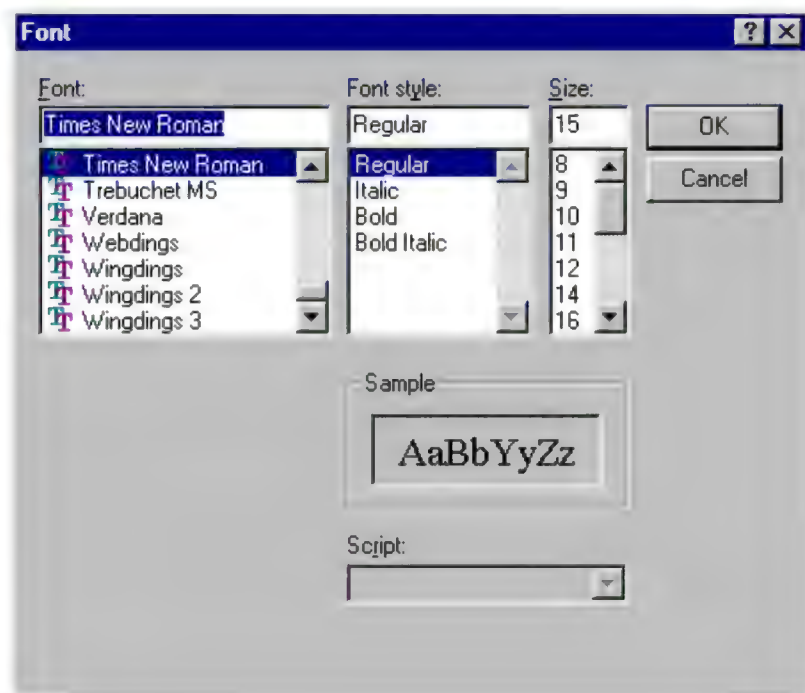 Font
Font:
Times New Roman
Times New Roman
Trebuchet MS
Verdana
Webdings
Wingdings
Wingdings 2
Wingdings 3
Font style:
Regular
Regular
Italic
Bold
Bold Italic
Size:
15
8
9
10
11
12
14
16
OK
Cancel
Sample
AaBbYyZz
Script: